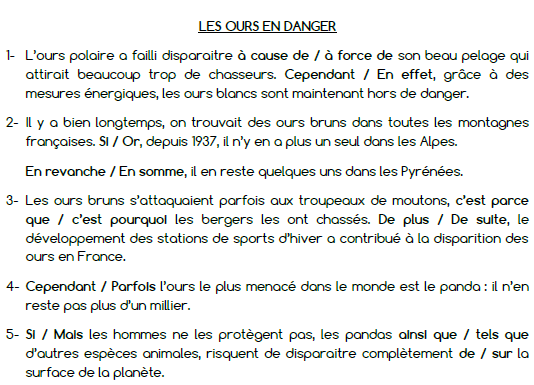 LES OURS EN DANGER
1- L'ours polaire a failli disparaitre à cause de / à force de son beau pelage qui
attirait beaucoup trop de chasseurs. Cependant / En effet, grâce à des
mesures énergiques, les ours blancs sont maintenant hors de danger.
2- Il y a bien longtemps, on trouvait des ours bruns dans toutes les montagnes
françaises. Si / Or, depuis 1937, il n'y en a plus un seul dans les Alpes.
En revanche / En somme, il en reste quelques uns dans les Pyrénées.
3- Les ours bruns s'attaquaient parfois aux troupeaux de moutons, c'est parce
que / c'est pourquoi les bergers les ont chassés. De plus / De suite, le
développement des stations de sports d'hiver a contribué à la disparition des
ours en France.
4- Cependant / Parfois l'ours le plus menacé dans le monde est le panda : il n'en
reste pas plus d'un millier.
5- Si / Mais les hommes ne les protègent pas, les pandas ainsi que / tels que
d'autres espèces animales, risquent de disparaitre complètement de / sur la
surface de la planète.